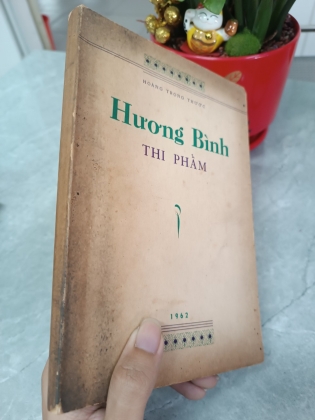 HOÀNG TRỌNG THƯỢC
Hương Bình
THI PHẨM
1962